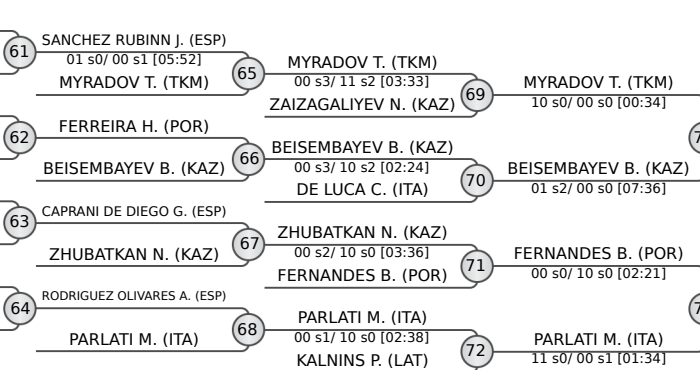 61
SANCHEZ RUBINN J. (ESP)
01 s0/ 00 s1 [05:52]
MYRADOV T. (TKM)
65
MYRADOV T. (TKM)
00 s3/ 11 s2 [03:33]
ZAIZAGALIYEV N. (KAZ)
69
MYRADOV T. (TKM)
10 s0/ 00 s0 [00:34]
62
FERREIRA H. (POR)
BEISEMBAYEV B. (KAZ)
66
BEISEMBAYEV B. (KAZ)
00 s3/ 10 s2 [02:24]
DE LUCA C. (ITA)
70
BEISEMBAYEV B. (KAZ)
01 s2/ 00 s0 [07:36]
63
CAPRANI DE DIEGO G. (ESP)
ZHUBATKAN N. (KAZ)
67
ZHUBATKAN N. (KAZ)
00 s2/ 10 s0 [03:36]
FERNANDES B. (POR)
71
FERNANDES B. (POR)
00 s0/ 10 s0 [02:21]
64
RODRIGUEZ OLIVARES A. (ESP)
PARLATI M. (ITA)
68
PARLATI M. (ITA)
00 s1/ 10 s0 [02:38]
KALNINS P. (LAT)
72
PARLATI M. (ITA)
11 s0/ 00 s1 [01:34]